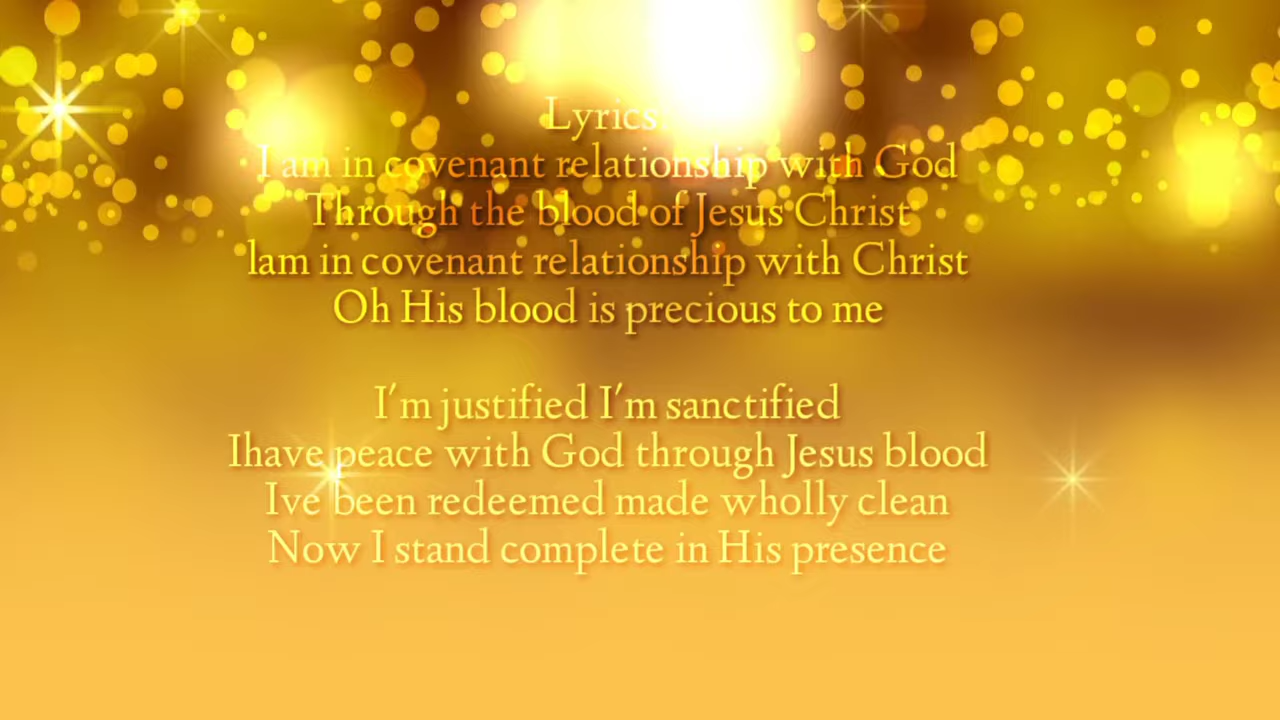 Lyrics:
I am in covenant relationship with God
Through the blood of Jesus Christ
lam in covenant relationship with Christ
Oh His blood is precious to me
I'm justified I'm sanctified
Ihave peace with God through Jesus blood
Ive been redeemed made wholly clean
Now I stand complete in His presence